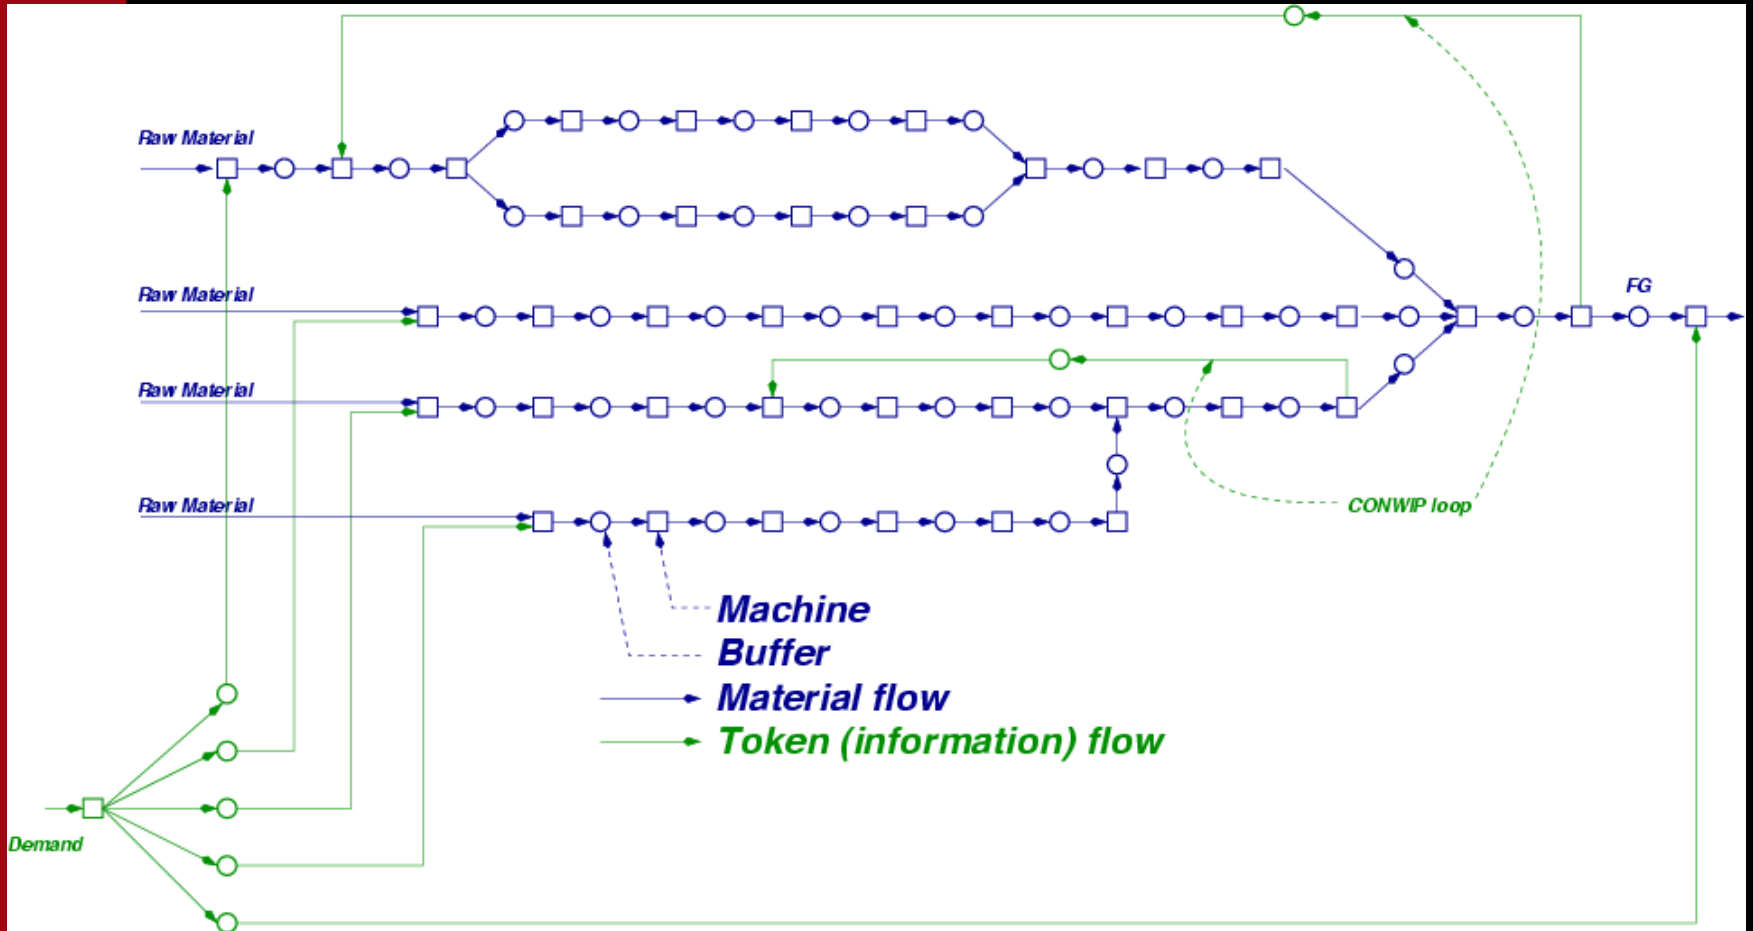 Raw Material
FG
Raw Material
Raw Material
Raw Material
CONWIP loop
Machine
Buffer
Material flow
Token (information) flow
Demand